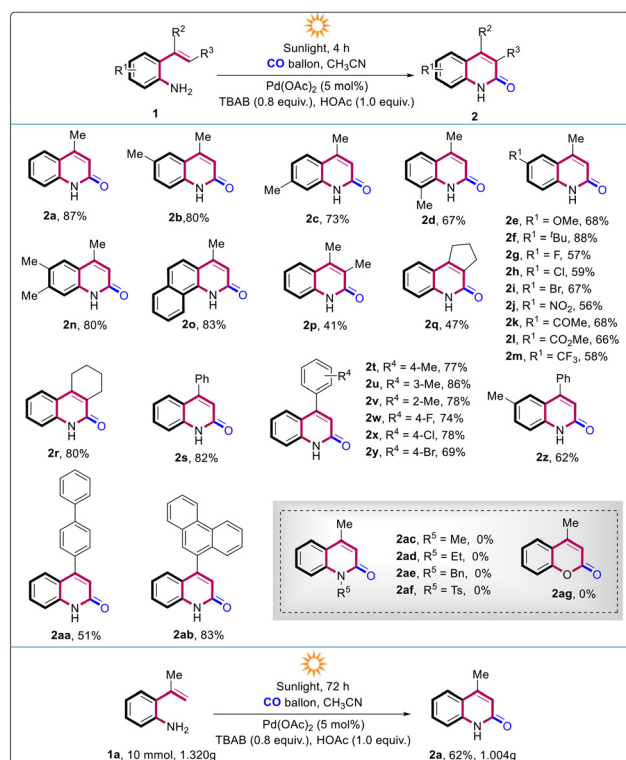 R²
R³
R¹
NH₂
1
Sunlight, 4 h
CO ballon, CH₃CN
Pd(OAc)₂ (5 mol%)
TBAB (0.8 equiv.), HOAc (1.0 equiv.)
R²
R³
R¹
N
H
O
2
Me
N
H
O
2a, 87%
Me
Me
N
H
O
2b,80%
Me
Me
N
H
O
2c, 73%
Me
N
H
O
Me
2d, 67%
Me
R¹
N
H
O
2e, R¹ = OMe, 68%
2f, R¹ = ᵗBu, 88%
2g, R¹ = F, 57%
2h, R¹ = Cl, 59%
2i, R¹ = Br, 67%
2j, R¹ = NO₂, 56%
2k, R¹ = COMe, 68%
2l, R¹ = CO₂Me, 66%
2m, R¹ = CF₃, 58%
Me
Me
Me
N
H
O
2n, 80%
Me
N
H
O
2o, 83%
Me
Me
N
H
O
2p, 41%
N
H
O
2q, 47%
N
H
O
2r, 80%
Ph
N
H
O
2s, 82%
R⁴
N
H
O
2t, R⁴ = 4-Me, 77%
2u, R⁴ = 3-Me, 86%
2v, R⁴ = 2-Me, 78%
2w, R⁴ = 4-F, 74%
2x, R⁴ = 4-Cl, 78%
2y, R⁴ = 4-Br, 69%
Ph
Me
N
H
O
2z, 62%
N
H
O
2aa, 51%
N
H
O
2ab, 83%
Me
N
O
R⁵
2ac, R⁵ = Me, 0%
2ad, R⁵ = Et, 0%
2ae, R⁵ = Bn, 0%
2af, R⁵ = Ts, 0%
Me
O
O
2ag, 0%
Me
NH₂
1a, 10 mmol, 1.320g
Sunlight, 72 h
CO ballon, CH₃CN
Pd(OAc)₂ (5 mol%)
TBAB (0.8 equiv.), HOAc (1.0 equiv.)
Me
N
H
O
2a, 62%, 1.004g